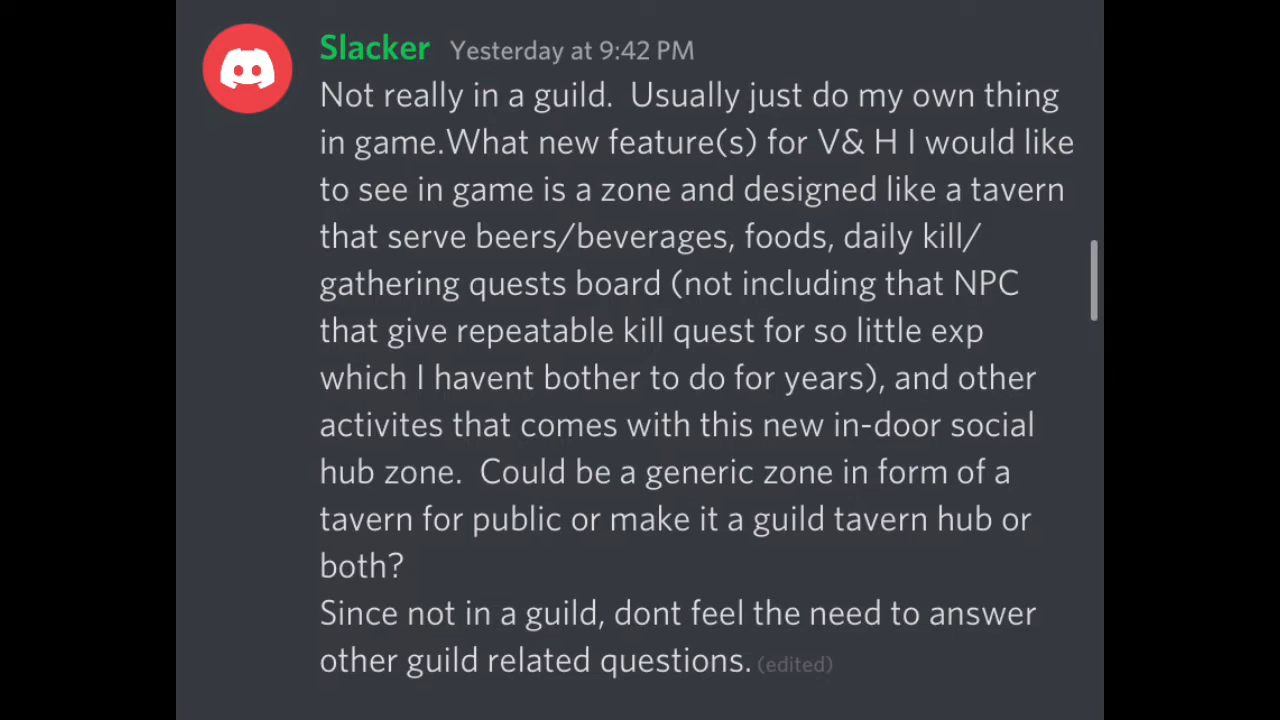 Slacker Yesterday at 9:42 PM
Not really in a guild.  Usually just do my own thing
in game.What new feature(s) for V& H I would like
to see in game is a zone and designed like a tavern
that serve beers/beverages, foods, daily kill/
gathering quests board (not including that NPC
that give repeatable kill quest for so little exp
which I havent bother to do for years), and other
activites that comes with this new in-door social
hub zone.  Could be a generic zone in form of a
tavern for public or make it a guild tavern hub or
both?
Since not in a guild, dont feel the need to answer
other guild related questions. (edited)